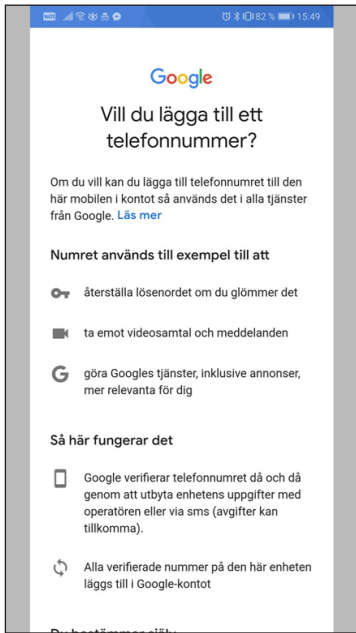 82 % 15:49
Google
Vill du lägga till ett
telefonnummer?
Om du vill kan du lägga till telefonnumret till den
här mobilen i kontot så används det i alla tjänster
från Google. Läs mer
Numret används till exempel till att
återställa lösenordet om du glömmer det
ta emot videosamtal och meddelanden
göra Googles tjänster, inklusive annonser,
mer relevanta för dig
Så här fungerar det
Google verifierar telefonnumret då och då
genom att utbyta enhetens uppgifter med
operatören eller via sms (avgifter kan
tillkomma).
Alla verifierade nummer på den här enheten
läggs till i Google-kontot
Du bestämmer själv